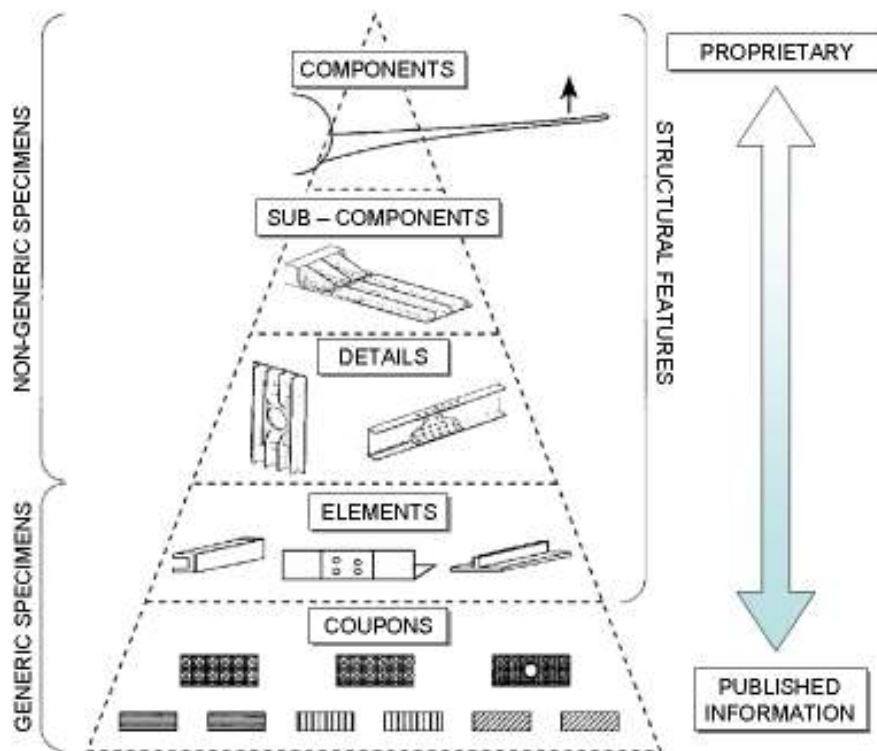 COMPONENTS
PROPRIETARY
SUB – COMPONENTS
NON-GENERIC SPECIMENS
STRUCTURAL FEATURES
DETAILS
ELEMENTS
GENERIC SPECIMENS
COUPONS
PUBLISHED
INFORMATION